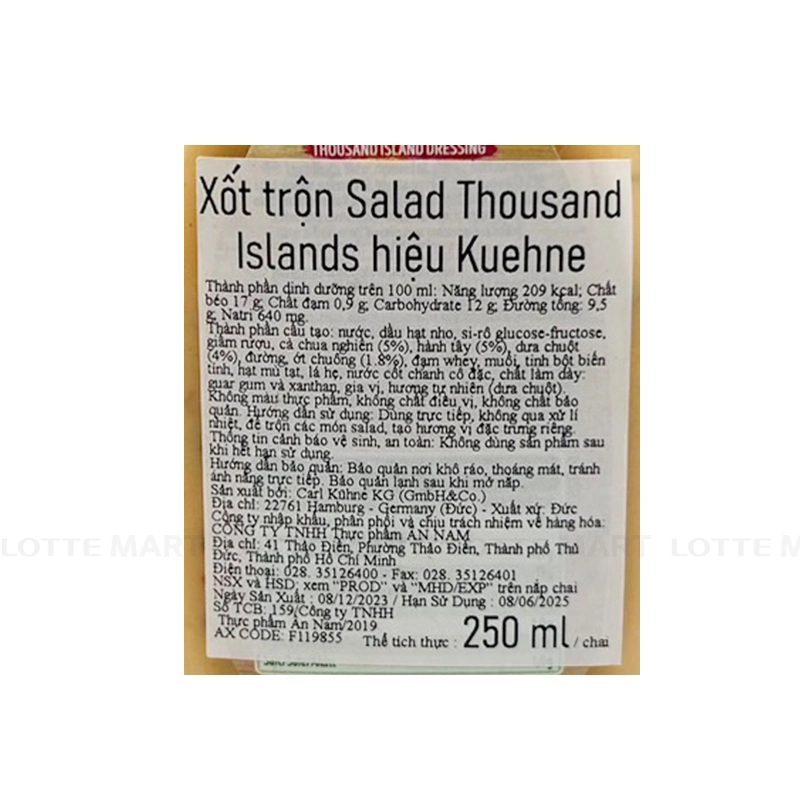 THOUSAND ISLAND DRESSING
Xốt trộn Salad Thousand
Islands hiệu Kuehne
Thành phần dinh dưỡng trên 100 ml: Năng lượng 209 kcal; Chất
béo 17 g; Chất đạm 0,9 g; Carbohydrate 12 g; Đường tổng: 9,5
g; Natri 640 mg.
Thành phần cấu tạo: nước, dầu hạt nho, si-rô glucose-fructose,
giấm rượu, cà chua nghiền (5%), hành tây (5%), dưa chuột
(4%), đường, ớt chuông (1.8%), đạm whey, muối, tinh bột biến
tính, hạt mù tạt, lá hẹ, nước cốt chanh cô đặc, chất làm dày:
guar gum và xanthan, gia vị, hương tự nhiên (dưa chuột).
Không màu thực phẩm, không chất điều vị, không chất bảo
quản. Hướng dẫn sử dụng: Dùng trực tiếp, không qua xử lí
nhiệt, để trộn các món salad, tạo hương vị đặc trưng riêng.
Thông tin cảnh báo vệ sinh, an toàn: Không dùng sản phẩm sau
khi hết hạn sử dụng.
Hướng dẫn bảo quản: Bảo quản nơi khô ráo, thoáng mát, tránh
ánh nắng trực tiếp. Bảo quản lạnh sau khi mở nắp.
Sản xuất bởi: Carl Kühne KG (GmbH&Co.)
Địa chỉ: 22761 Hamburg - Germany (Đức) - Xuất xứ: Đức
Công ty nhập khẩu, phân phối và chịu trách nhiệm về hàng hóa:
CÔNG TY TNHH Thực phẩm AN NAM
Địa chỉ: 41 Thảo Điền, Phường Thảo Điền, Thành phố Thủ
Đức, Thành phố Hồ Chí Minh
Điện thoại: 028. 35126400 - Fax: 028. 35126401
NSX và HSD: xem "PROD" và "MHD/EXP" trên nắp chai
Ngày Sản Xuất : 08/12/2023 / Hạn Sử Dụng : 08/06/2025
Số TCB: 159/Công ty TNHH
Thực phẩm An Nam/2019
AX CODE: F119855 Thể tích thực : 250 ml / chai
LOTTE MART
LOTTE MART